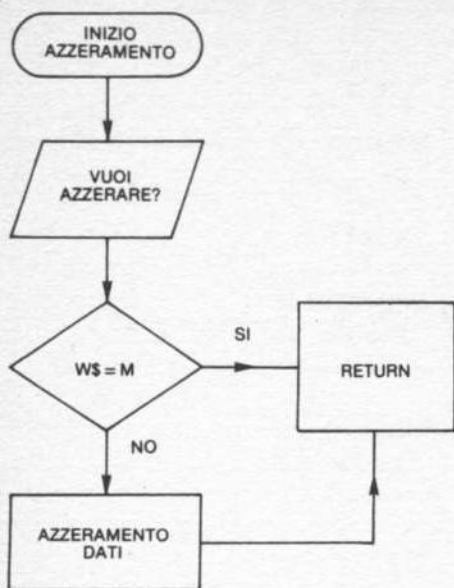 INIZIO
AZZERAMENTO
VUOI
AZZERARE?
W$ = M
SI
RETURN
NO
AZZERAMENTO
DATI